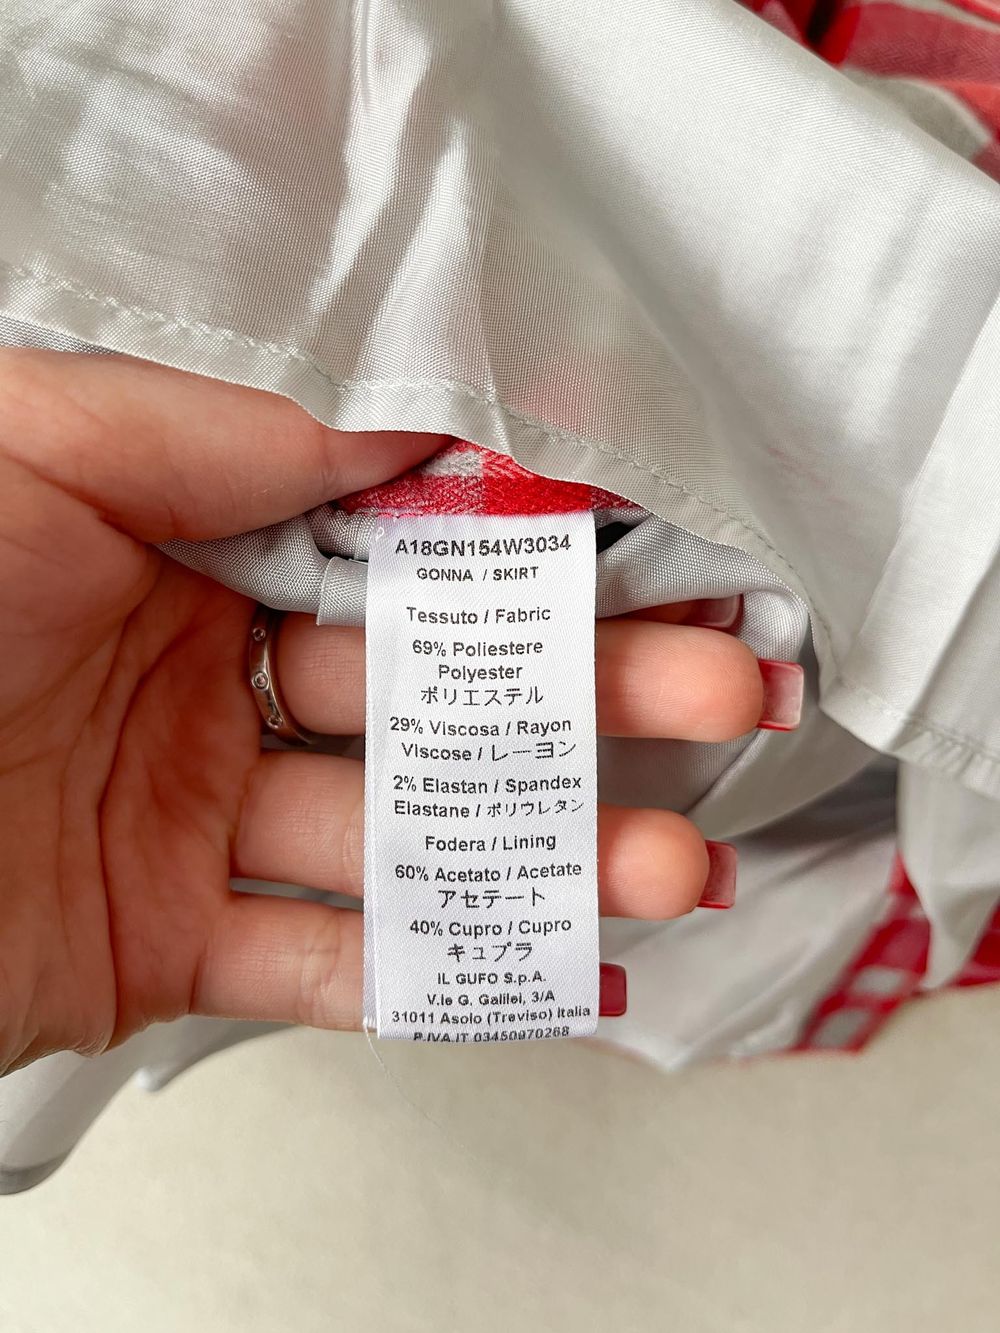 A18GN154W3034
GONNA / SKIRT
Tessuto / Fabric
69% Poliestere
Polyester
ポリエステル
29% Viscosa / Rayon
Viscose / レーヨン
2% Elastan / Spandex
Elastane / ポリウレタン
Fodera / Lining
60% Acetato / Acetate
アセテート
40% Cupro / Cupro
キュプラ
IL GUFO S.p.A.
V.le G. Galilei, 3/A
31011 Asolo (Treviso) Italia
P.IVA.IT 03450970268